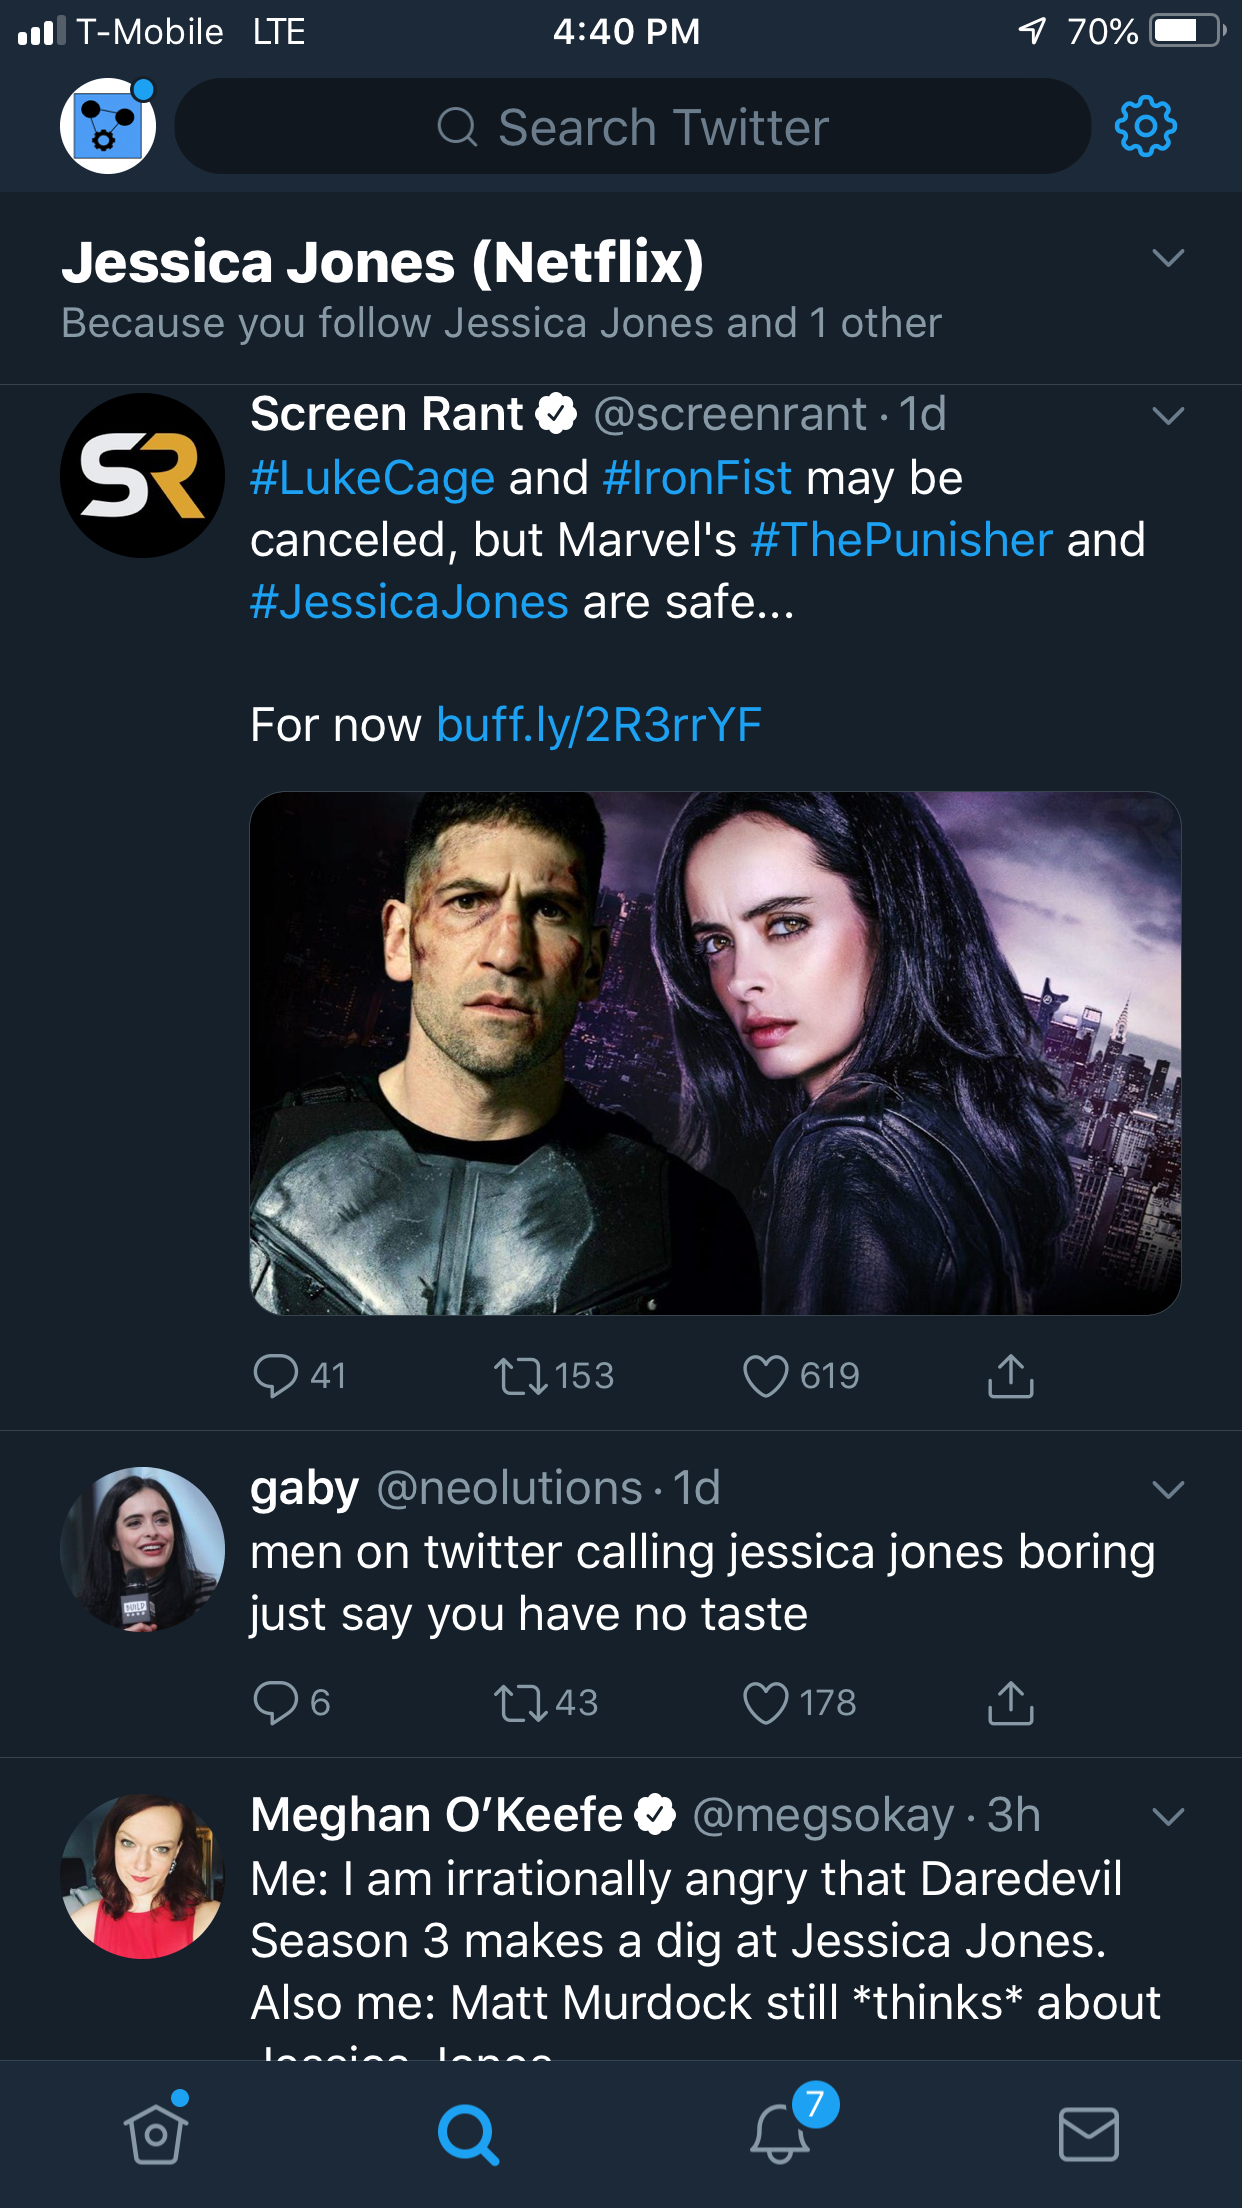 T-Mobile LTE 4:40 PM 70%
Search Twitter
Jessica Jones (Netflix)
Because you follow Jessica Jones and 1 other
SR
Screen Rant @screenrant · 1d
#LukeCage and #IronFist may be
canceled, but Marvel's #ThePunisher and
#JessicaJones are safe...
For now buff.ly/2R3rrYF
41 153 619
gaby @neolutions · 1d
men on twitter calling jessica jones boring
just say you have no taste
BUILD
6 43 178
Meghan O’Keefe @megsokay · 3h
Me: I am irrationally angry that Daredevil
Season 3 makes a dig at Jessica Jones.
Also me: Matt Murdock still *thinks* about
Jessica Jones
7